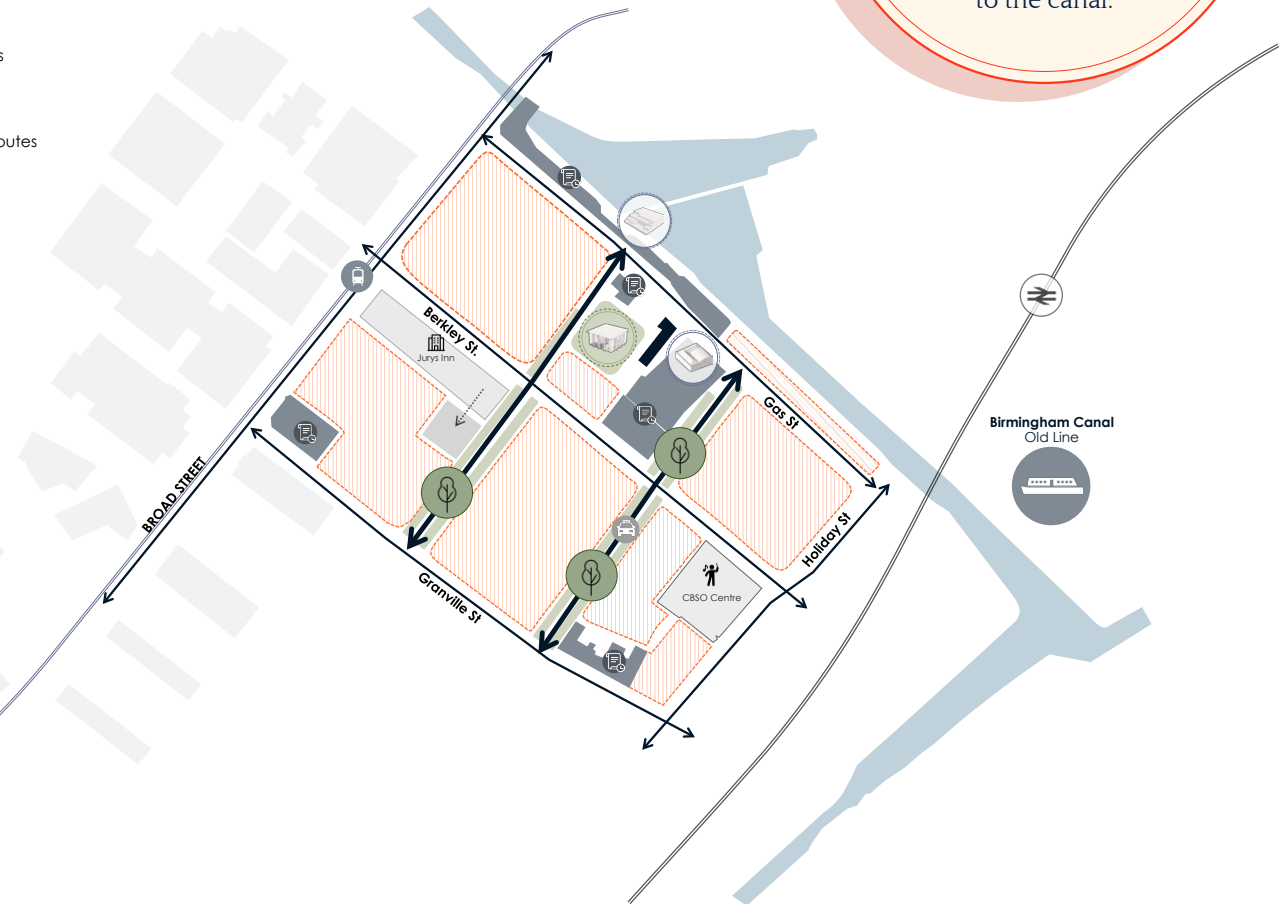 to the canal.
s
outes
Berkley St.
Jurys Inn
Gas St
Birmingham Canal
Old Line
BROAD STREET
Holiday St
Granville St
CBSO Centre